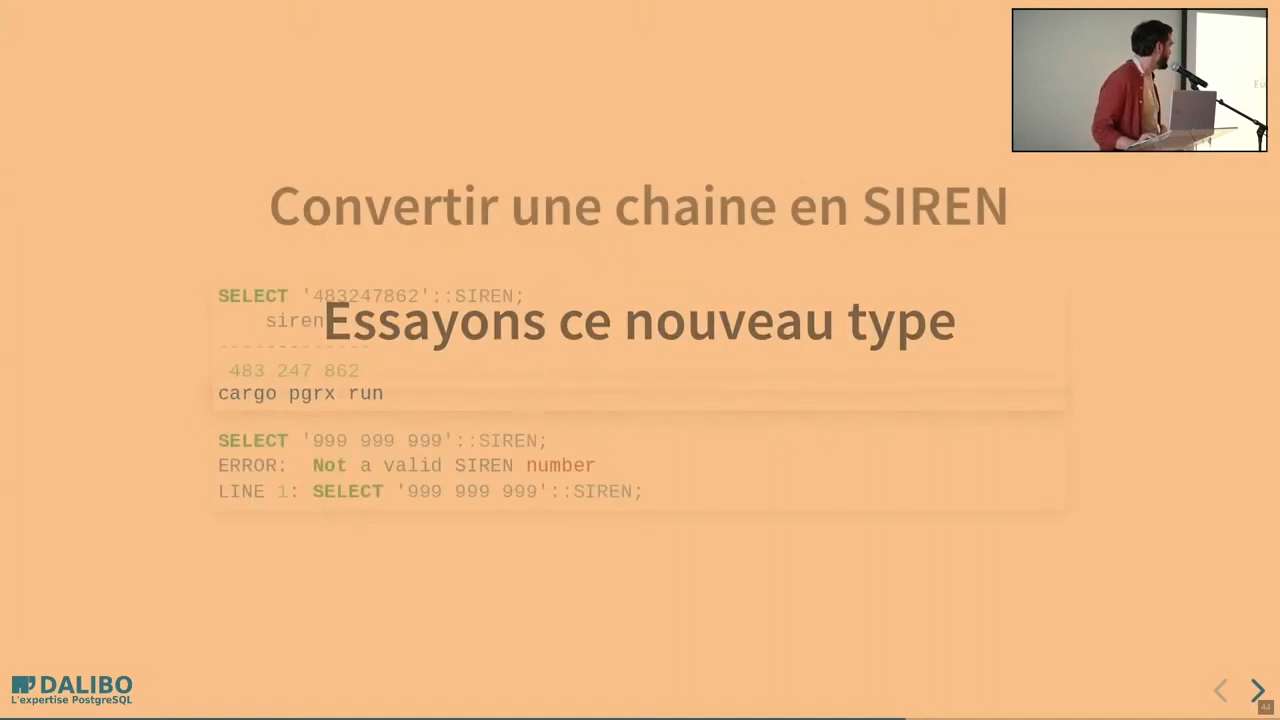 Convertir une chaine en SIREN
SELECT '483247862'::SIREN;
siren
Essayons ce nouveau type
-------------
483 247 862
cargo pgrx run
SELECT '999 999 999'::SIREN;
ERROR: Not a valid SIREN number
LINE 1: SELECT '999 999 999'::SIREN;
DALIBO
L'expertise PostgreSQL